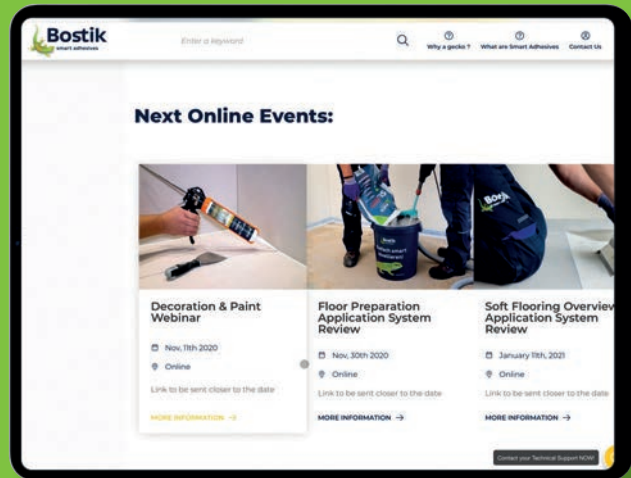 Bostik
smart adhesives
Enter a keyword
Why a gecko ?
What are Smart Adhesives
Contact Us
Next Online Events:
Bostik
Bostik
Decoration & Paint
Webinar
Nov, 11th 2020
Online
Link to be sent closer to the date
MORE INFORMATION →
Floor Preparation
Application System
Review
Nov, 30th 2020
Online
Link to be sent closer to the date
MORE INFORMATION →
Soft Flooring Overview
Application System
Review
January 11th, 2021
Online
Link to be sent closer to the date
MORE INFORMATION →
Contact your Technical Support NOW!